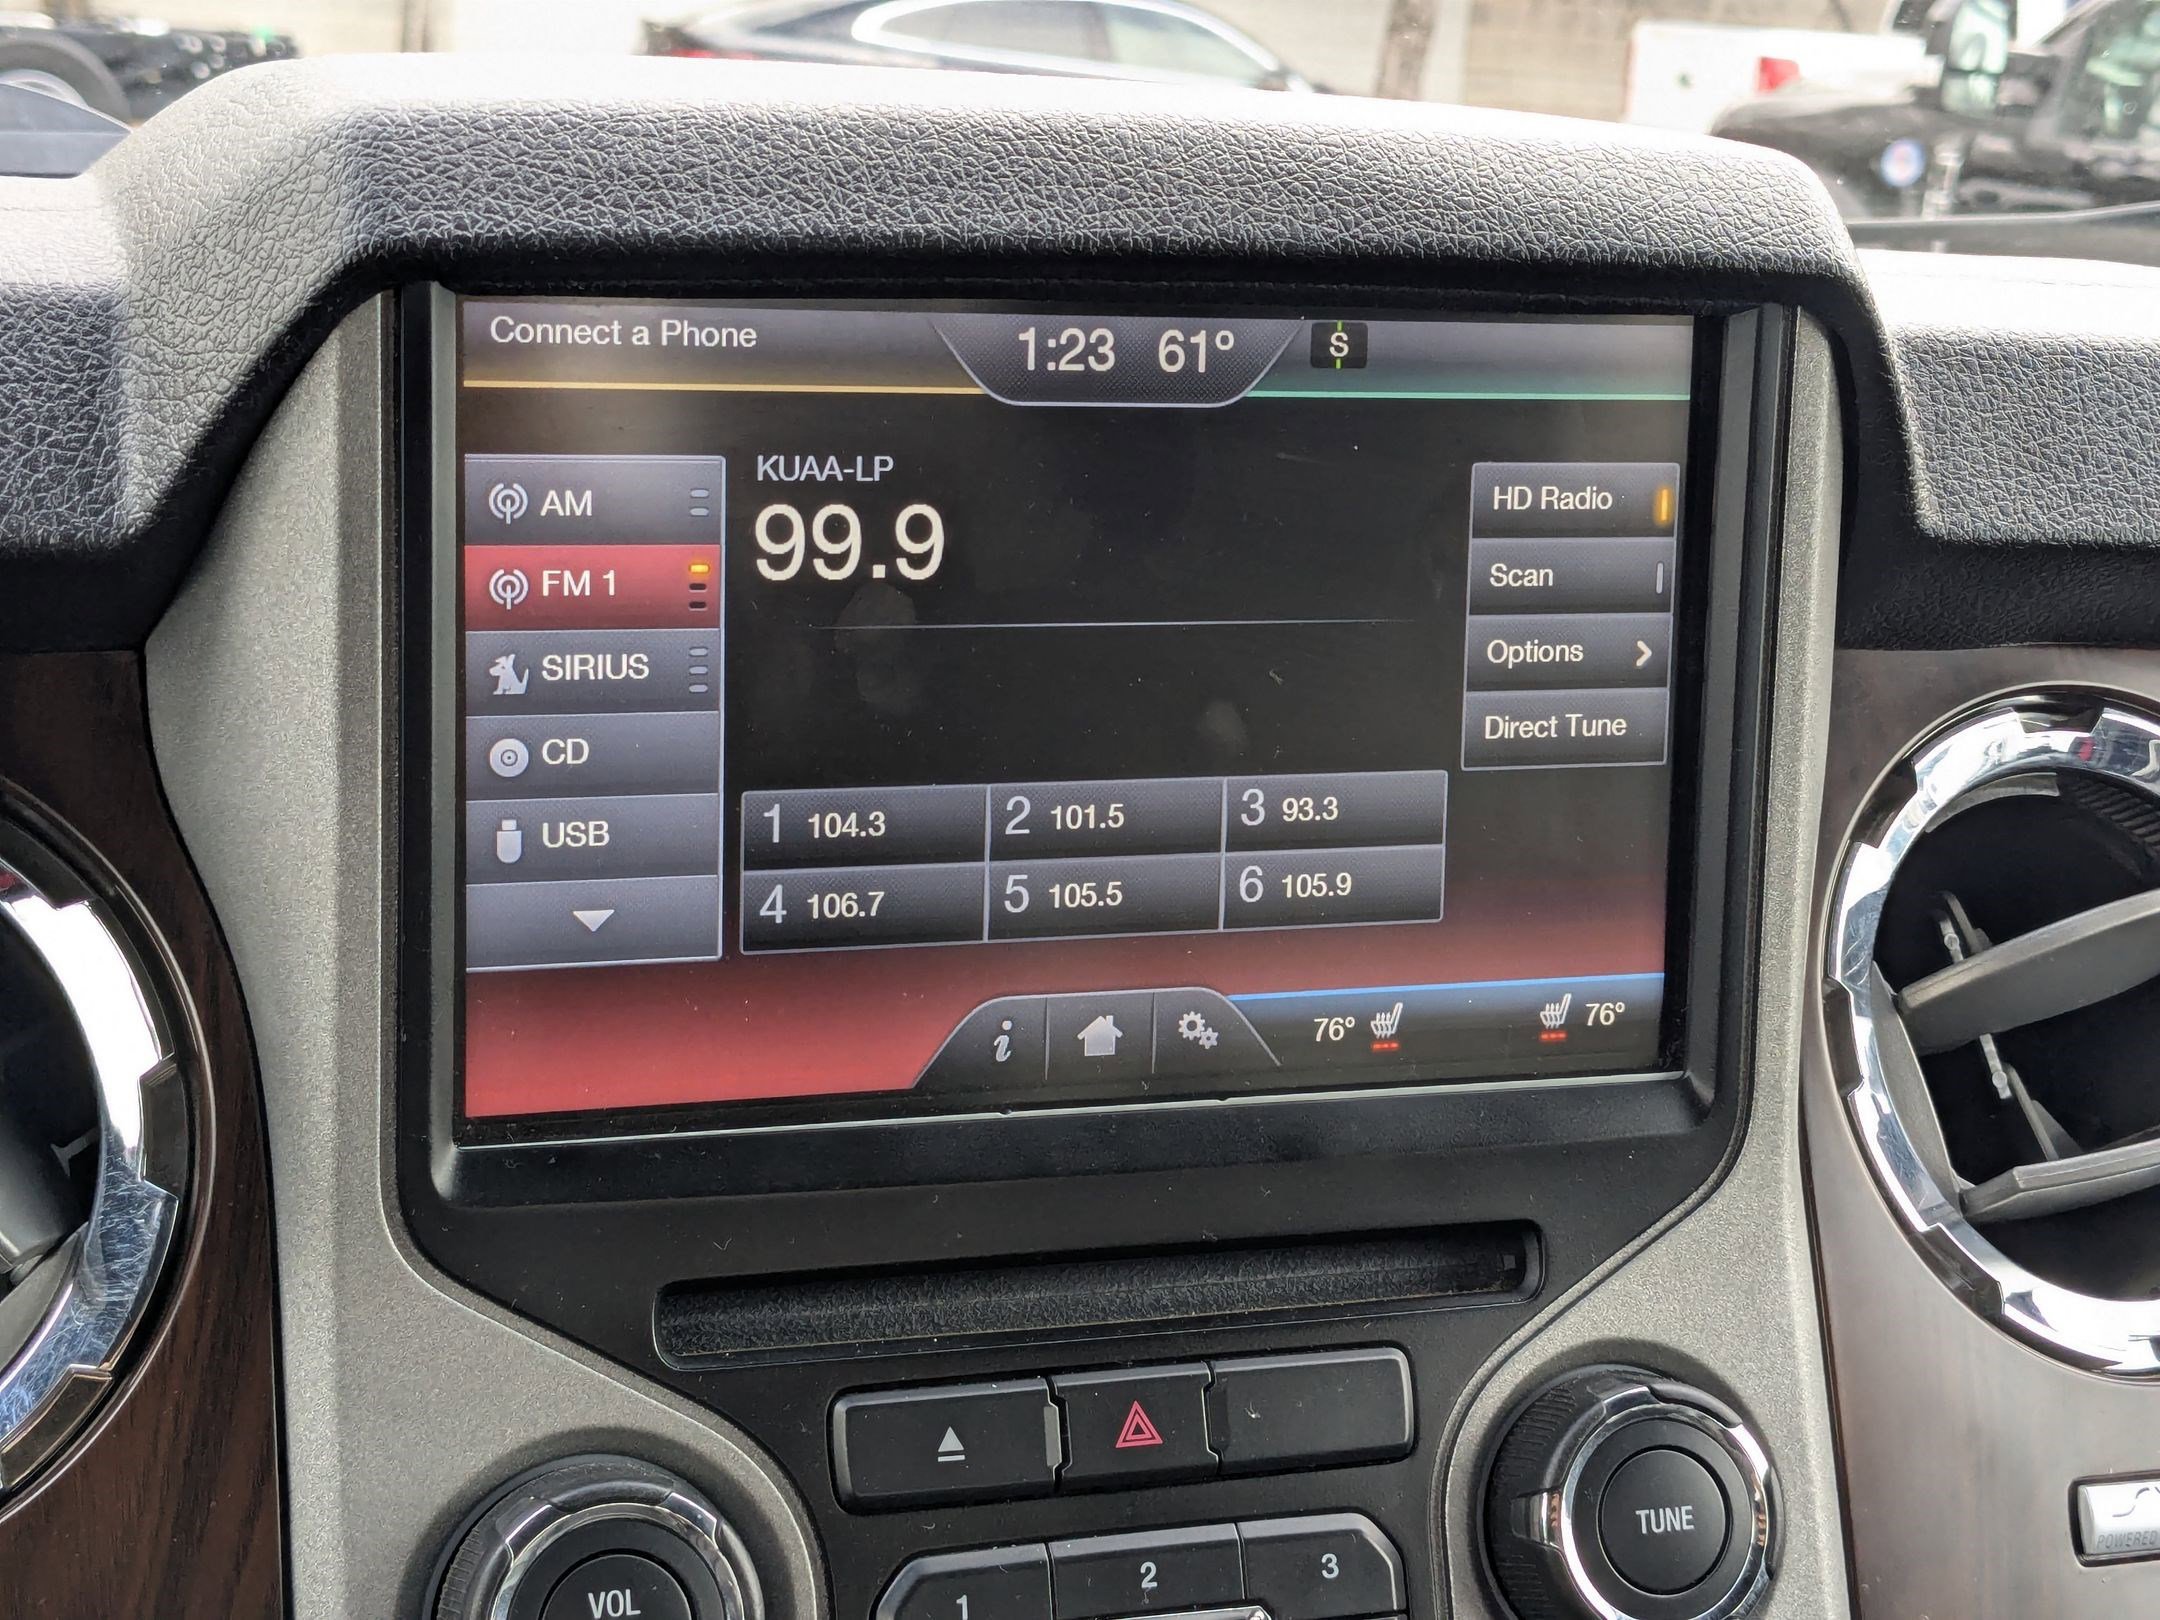 Connect a Phone
1:23 61°
S
AM
FM 1
SIRIUS
CD
USB
KUAA-LP
99.9
HD Radio
Scan
Options
Direct Tune
1 104.3
2 101.5
3 93.3
4 106.7
5 105.5
6 105.9
i
76°
76°
VOL
1
2
3
TUNE
POWERED